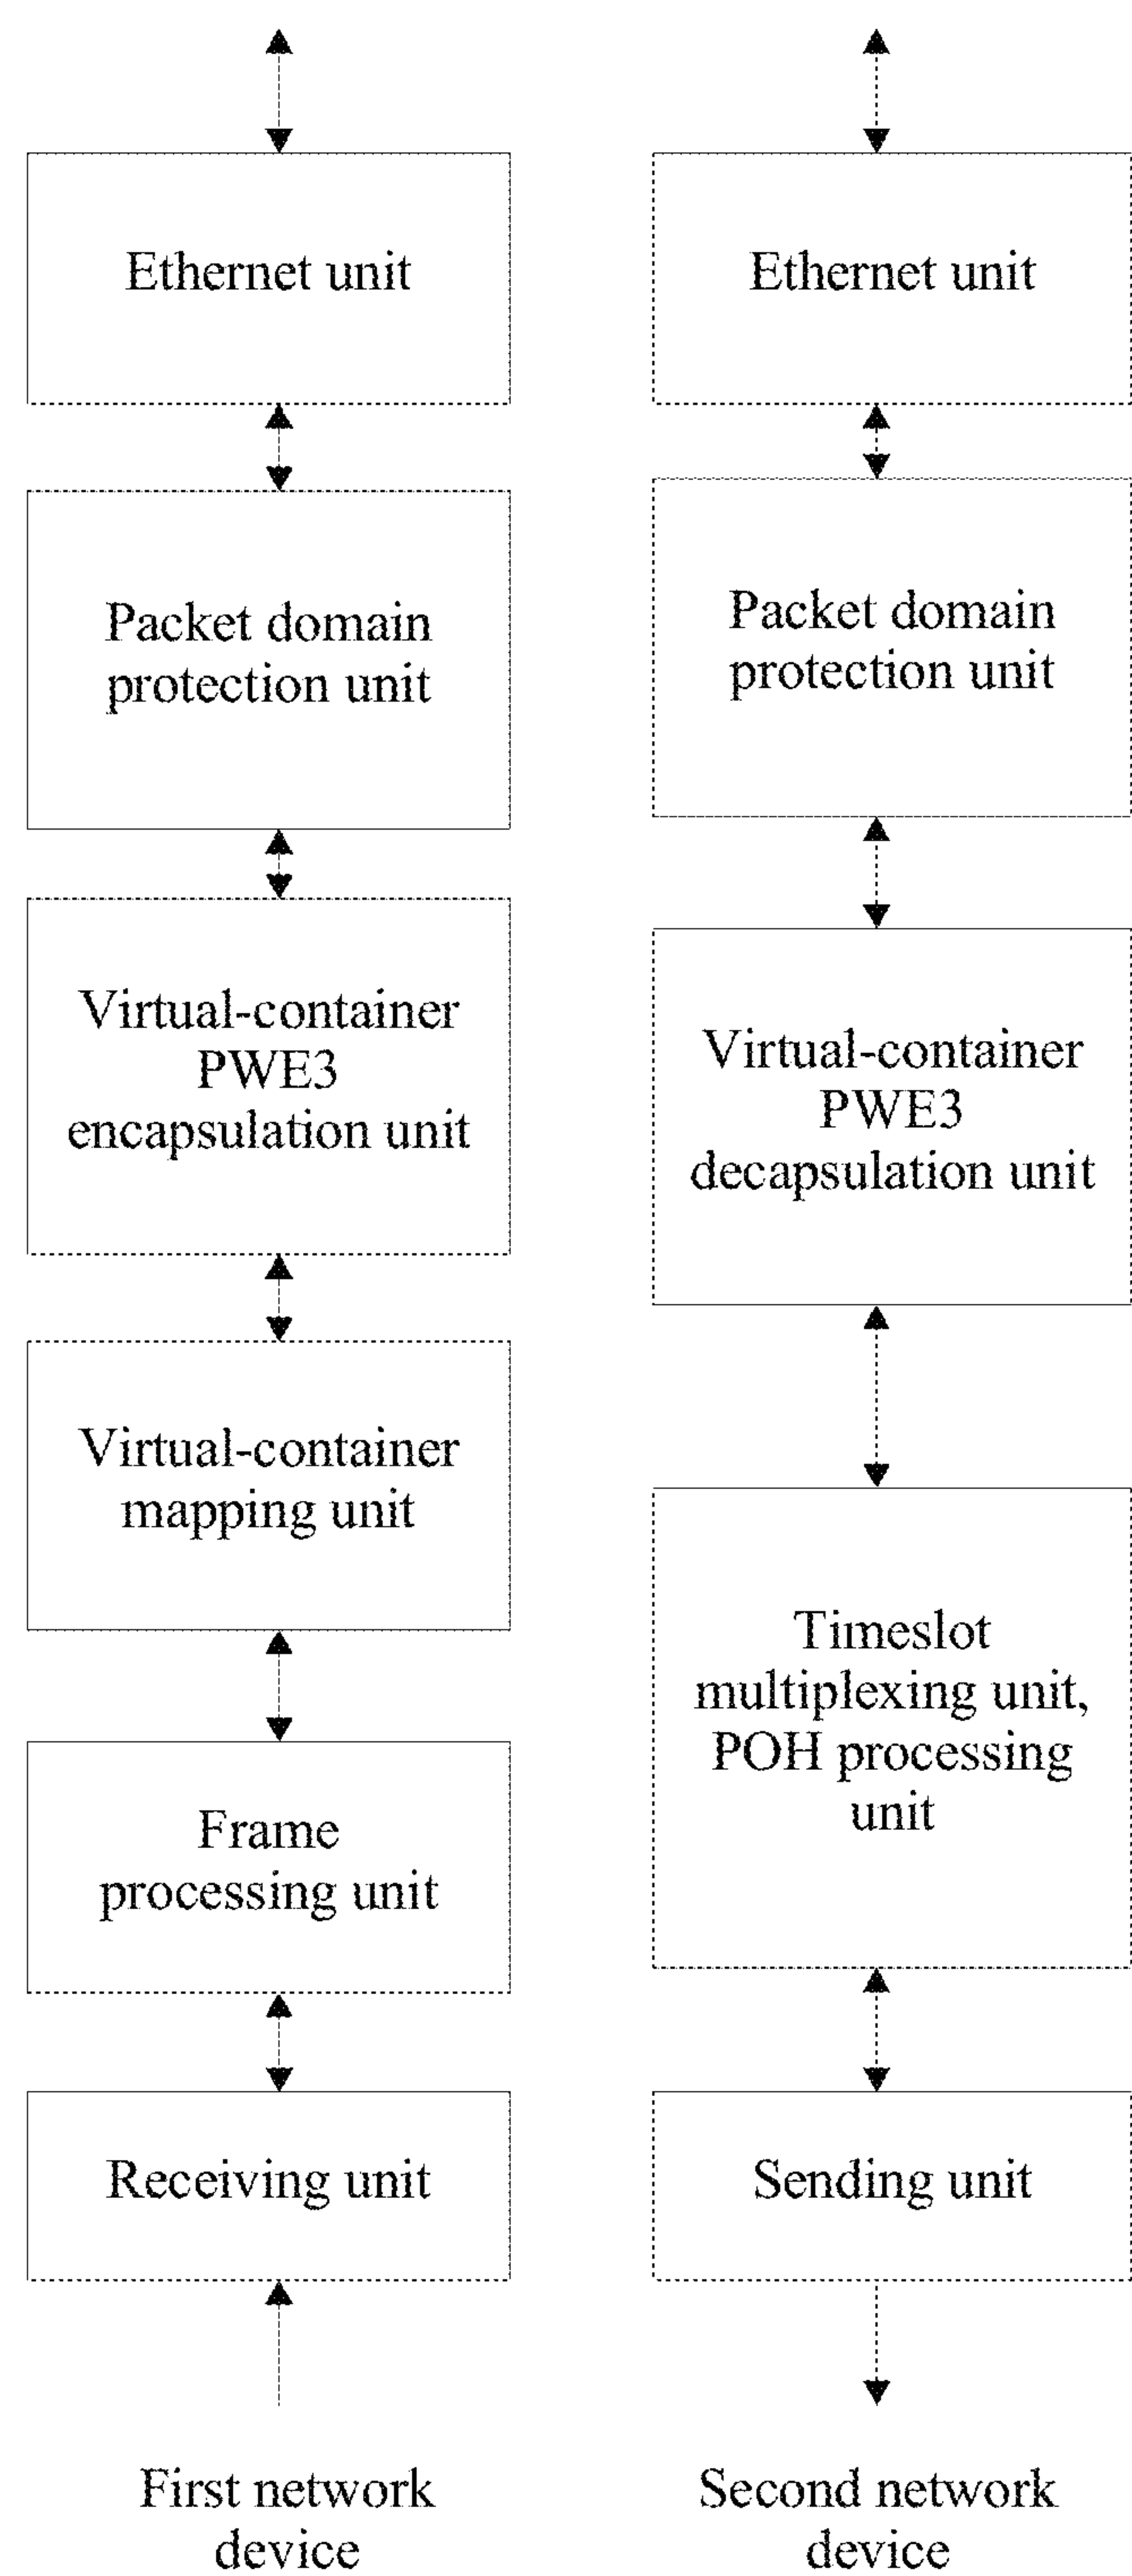 Ethernet unit
Packet domain
protection unit
Virtual-container
PWE3
encapsulation unit
Virtual-container
mapping unit
Frame
processing unit
Receiving unit
First network
device
Ethernet unit
Packet domain
protection unit
Virtual-container
PWE3
decapsulation unit
Timeslot
multiplexing unit,
POH processing
unit
Sending unit
Second network
device